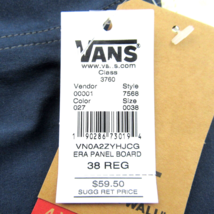 VANS
www.vans.com
Class
3760
Vendor Style
00001 7568
Color Size
027 0038
1 90286 73019 4
VN0A2ZYHJCG
ERA PANEL BOARD
38 REG
$59.50
SUGG RET PRICE
WALL